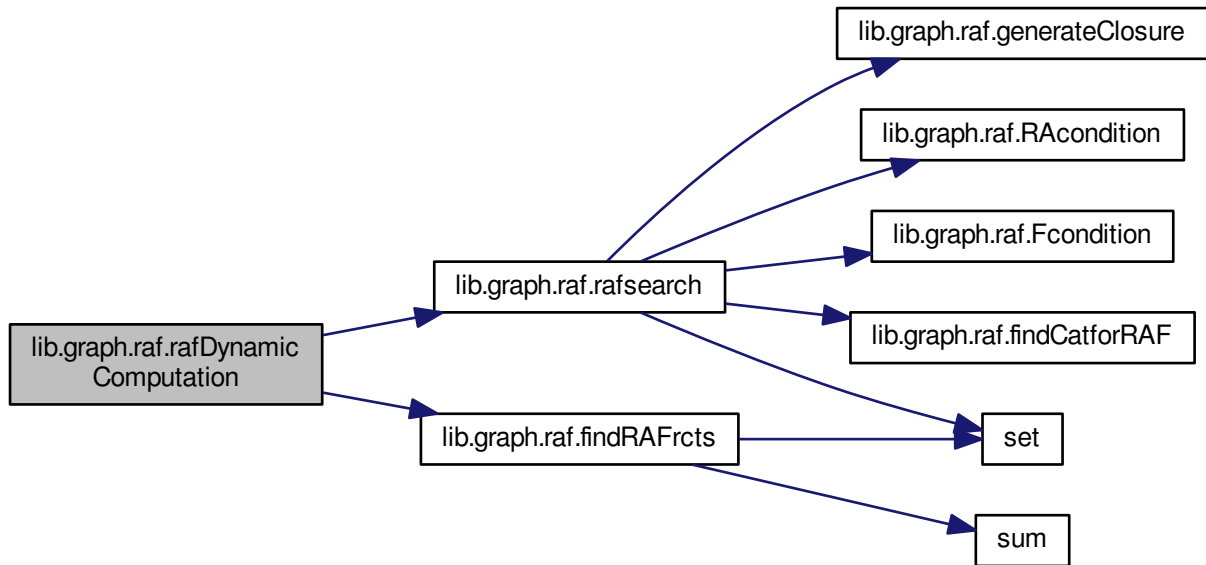 lib.graph.raf.generateClosure
lib.graph.raf.RAcondition
lib.graph.raf.Fcondition
lib.graph.raf.rafsearch
lib.graph.raf.findCatforRAF
lib.graph.raf.rafDynamic
Computation
lib.graph.raf.findRAFrcts
set
sum